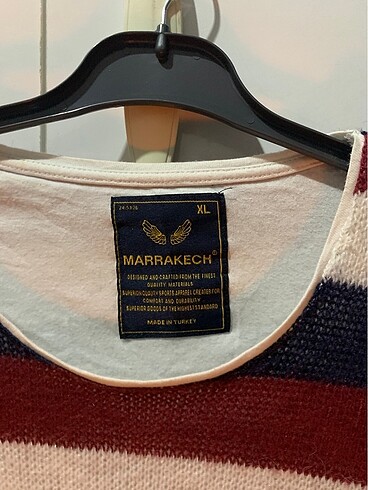 XL
MARRAKECH®
DESIGNED AND CRAFTED FROM THE FINEST
QUALITY MATERIALS
SUPERIOR QUALITY SPORTS APPAREL CREATED FOR
COMFORT AND DURABILITY
SUPERIOR GOODS OF THE HIGHEST STANDARD
MADE IN TURKEY